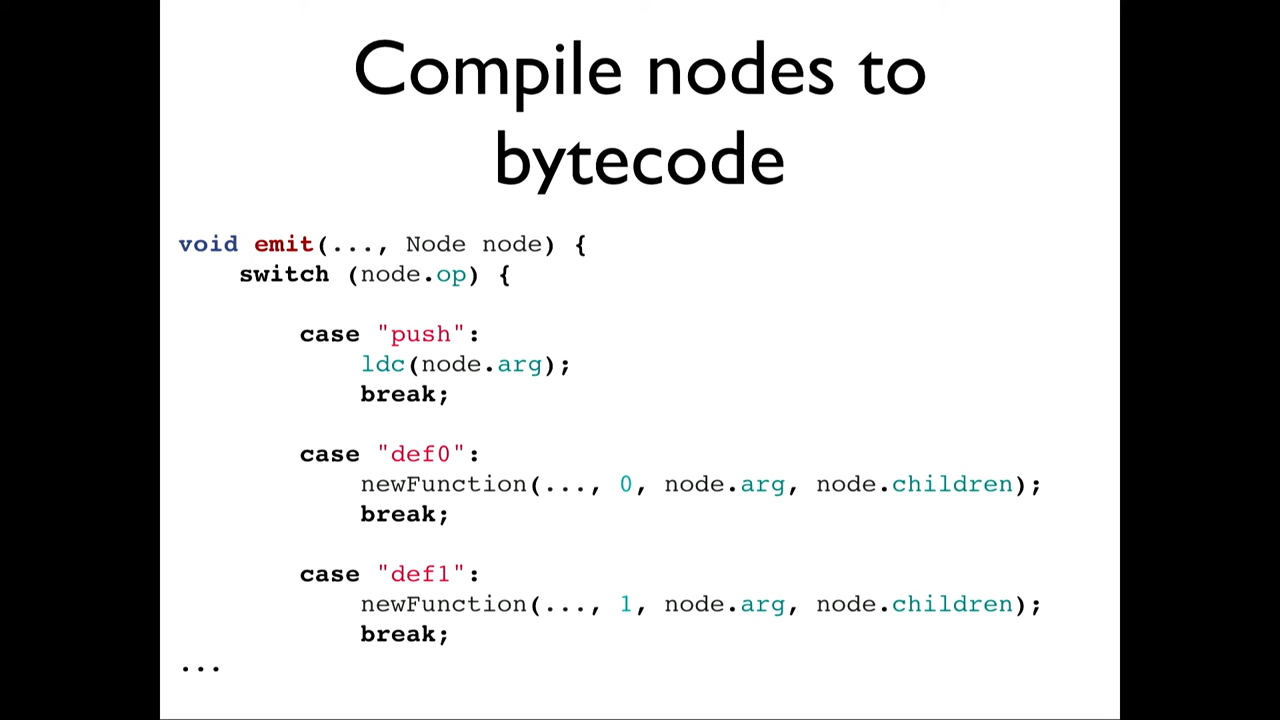 Compile nodes to
bytecode
void emit(..., Node node) {
switch (node.op) {
case "push":
ldc(node.arg);
break;
case "def0":
newFunction(..., 0, node.arg, node.children);
break;
case "def1":
newFunction(..., 1, node.arg, node.children);
break;
...